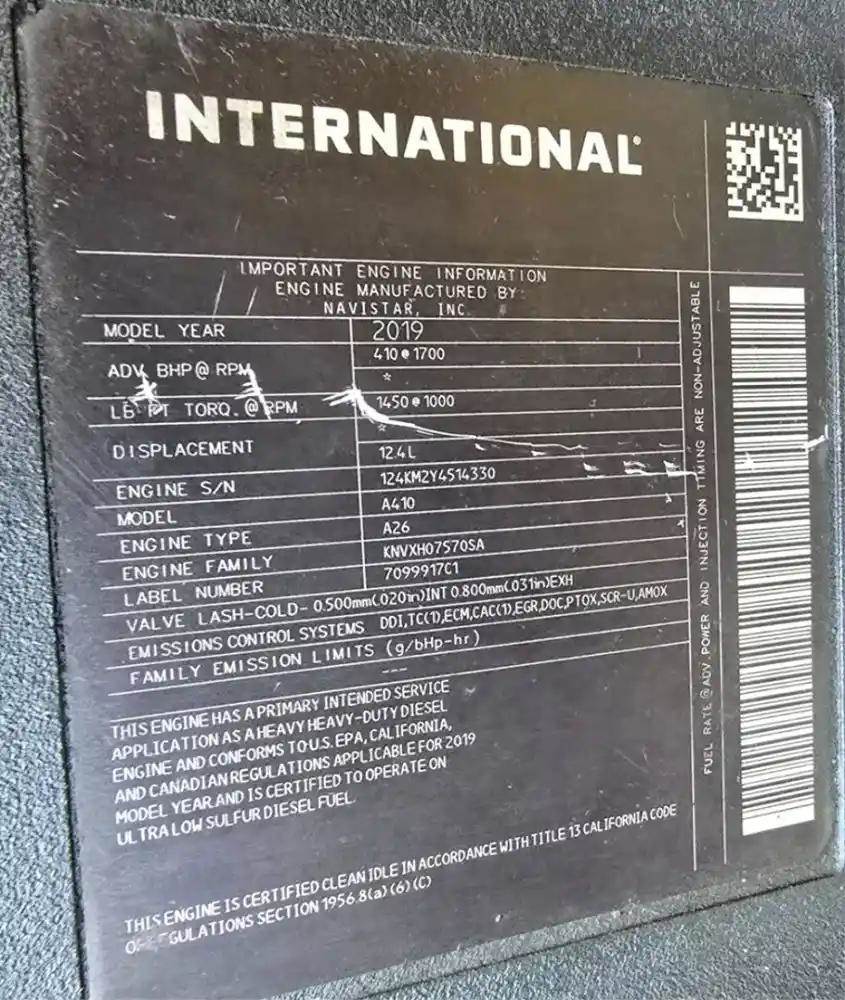 INTERNATIONAL®
IMPORTANT ENGINE INFORMATION
ENGINE MANUFACTURED BY:
NAVISTAR, INC.
MODEL YEAR 2019
ADV. BHP @ RPM 410 @ 1700
☆
LB FT TORQ. @ RPM 1450 @ 1000
☆
DISPLACEMENT 12.4L
ENGINE S/N 124KM2Y4514330
MODEL A410
ENGINE TYPE A26
ENGINE FAMILY KNVXH07570SA
LABEL NUMBER 7099917C1
VALVE LASH-COLD- 0.500mm(.020in)INT 0.800mm(.031in)EXH
EMISSIONS CONTROL SYSTEMS DDI,TC(1),ECM,CAC(1),EGR,DOC,PTOX,SCR-U,AMOX
FAMILY EMISSION LIMITS (g/bHp-hr)
---
THIS ENGINE HAS A PRIMARY INTENDED SERVICE
APPLICATION AS A HEAVY HEAVY-DUTY DIESEL
ENGINE AND CONFORMS TO U.S. EPA, CALIFORNIA,
AND CANADIAN REGULATIONS APPLICABLE FOR 2019
MODEL YEAR AND IS CERTIFIED TO OPERATE ON
ULTRA LOW SULFUR DIESEL FUEL.
THIS ENGINE IS CERTIFIED CLEAN IDLE IN ACCORDANCE WITH TITLE 13 CALIFORNIA CODE
OF REGULATIONS SECTION 1956.8(a)(6)(C)
FUEL RATE @ ADV. POWER AND INJECTION TIMING ARE NON-ADJUSTABLE